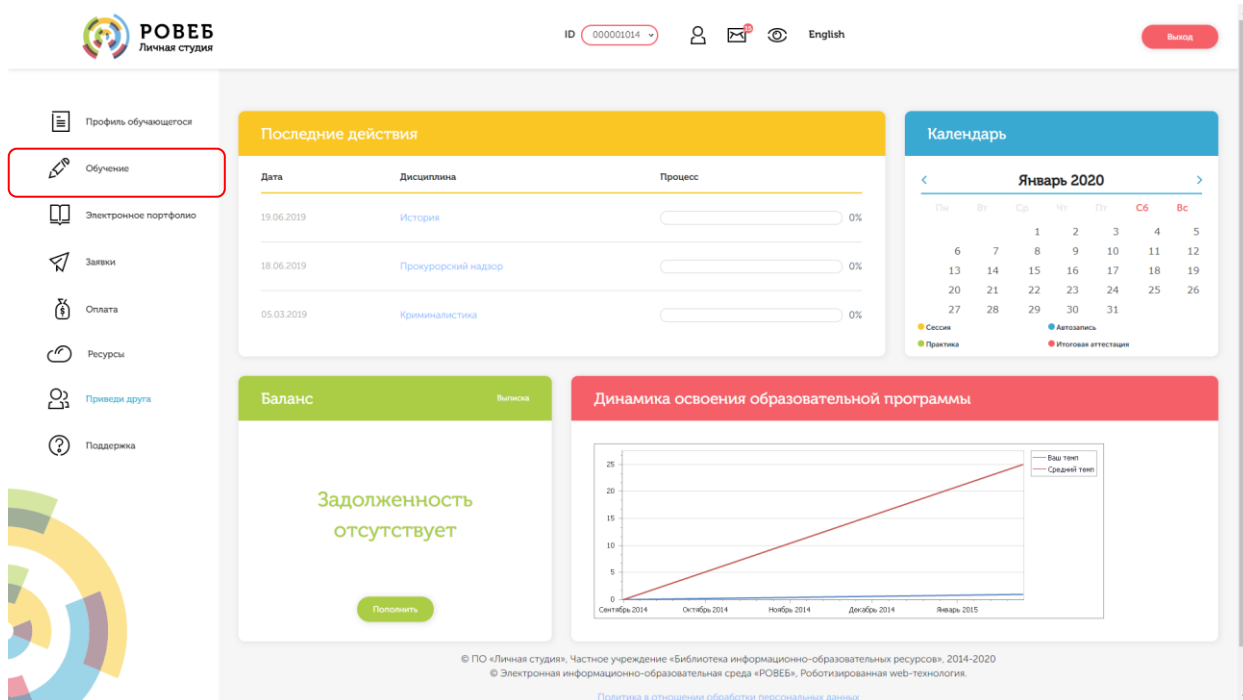 РОВЕБ
Личная студия
ID 000001014
15
English
Выход
Профиль обучающегося
Обучение
Электронное портфолио
Заявки
Оплата
Ресурсы
Приведи друга
Поддержка
Последние действия
Дата Дисциплина Процесс
19.06.2019 История 0%
18.06.2019 Прокурорский надзор 0%
05.03.2019 Криминалистика 0%
Календарь
Январь 2020
Пн Вт Ср Чт Пт Сб Вс
1 2 3 4 5
6 7 8 9 10 11 12
13 14 15 16 17 18 19
20 21 22 23 24 25 26
27 28 29 30 31
Сессия Автозапись
Практика Итоговая аттестация
Баланс Выписка
Задолженность
отсутствует
Пополнить
Динамика освоения образовательной программы
Ваш темп
Средний темп
25
20
15
10
5
0
Сентябрь 2014 Октябрь 2014 Ноябрь 2014 Декабрь 2014 Январь 2015
© ПО «Личная студия», Частное учреждение «Библиотека информационно-образовательных ресурсов», 2014-2020
© Электронная информационно-образовательная среда «РОВЕБ», Роботизированная web-технология.
Политика в отношении обработки персональных данных